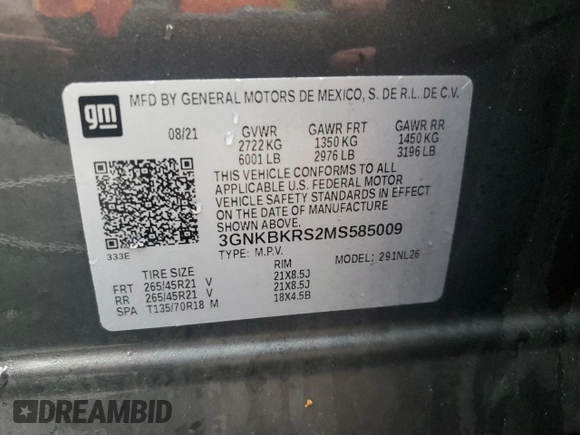 gm
MFD BY GENERAL MOTORS DE MEXICO, S. DE R.L. DE C.V.
08/21 GVWR GAWR FRT GAWR RR
2722 KG 1350 KG 1450 KG
6001 LB 2976 LB 3196 LB
THIS VEHICLE CONFORMS TO ALL
APPLICABLE U.S. FEDERAL MOTOR
VEHICLE SAFETY STANDARDS IN EFFECT
ON THE DATE OF MANUFACTURE
SHOWN ABOVE.
3GNKBKRS2MS585009
333E TYPE: M.P.V. MODEL: 291NL26
TIRE SIZE RIM
FRT 265/45R21 V 21X8.5J
RR 265/45R21 V 21X8.5J
SPA T135/70R18 M 18X4.5B
DREAMBID